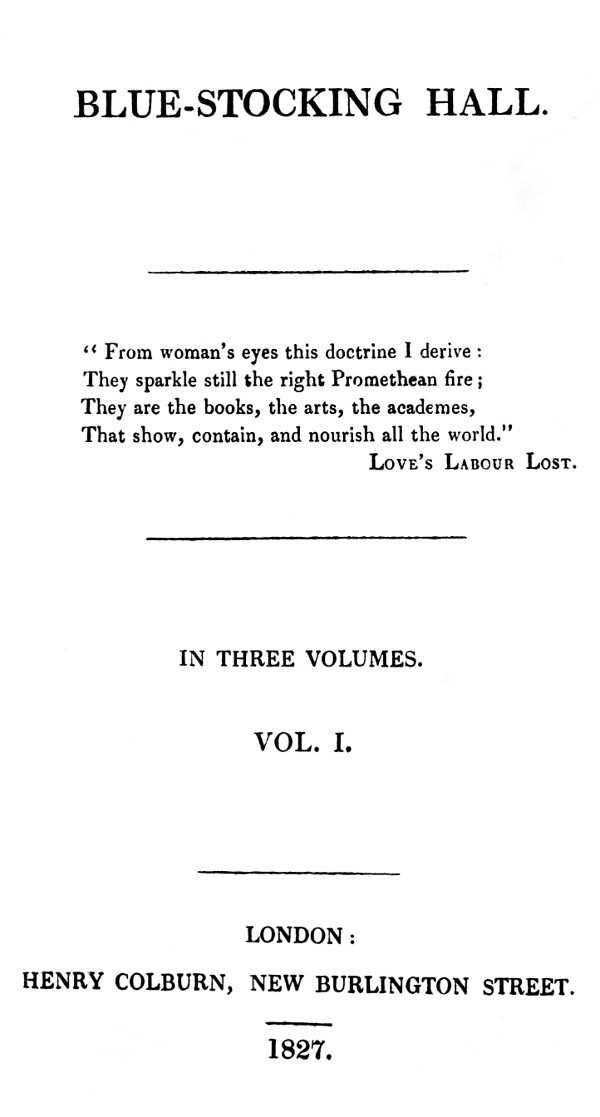 BLUE-STOCKING HALL.
“ From woman's eyes this doctrine I derive :
They sparkle still the right Promethean fire ;
They are the books, the arts, the academes,
That show, contain, and nourish all the world.”
LOVE'S LABOUR LOST.
IN THREE VOLUMES.
VOL. I.
LONDON :
HENRY COLBURN, NEW BURLINGTON STREET.
1827.